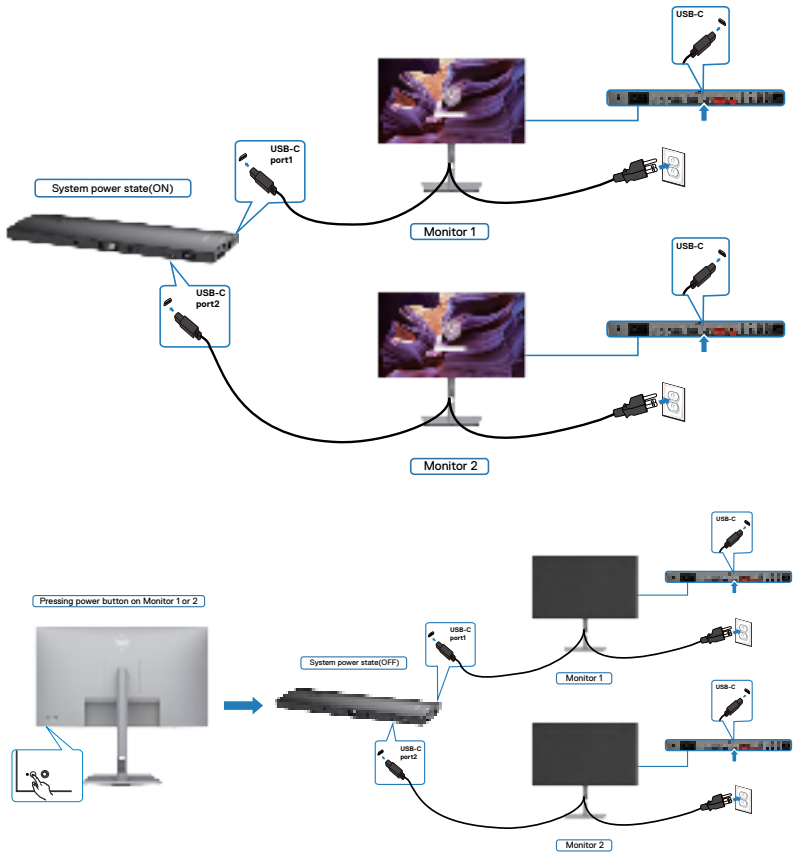 USB-C
USB-C
port1
System power state(ON)
Monitor 1
USB-C
USB-C
port2
Monitor 2
USB-C
Pressing power button on Monitor 1 or 2
USB-C
port1
System power state(OFF)
Monitor 1
USB-C
USB-C
port2
Monitor 2